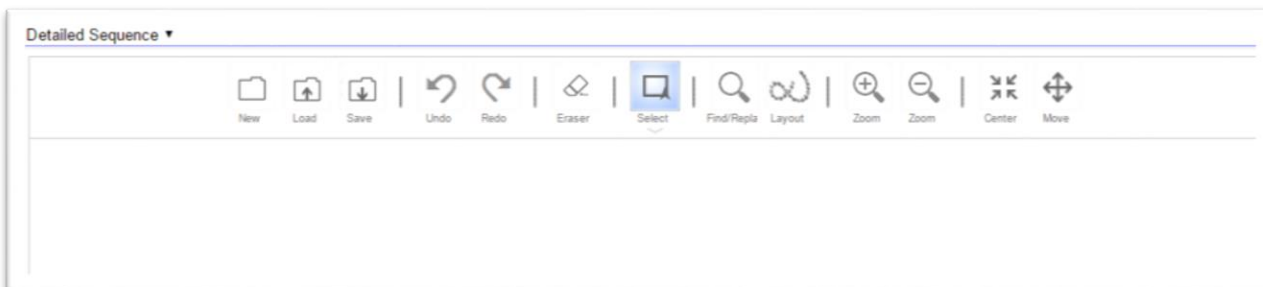 Detailed Sequence ▼
New Load Save Undo Redo Eraser Select Find/Repla Layout Zoom Zoom Center Move